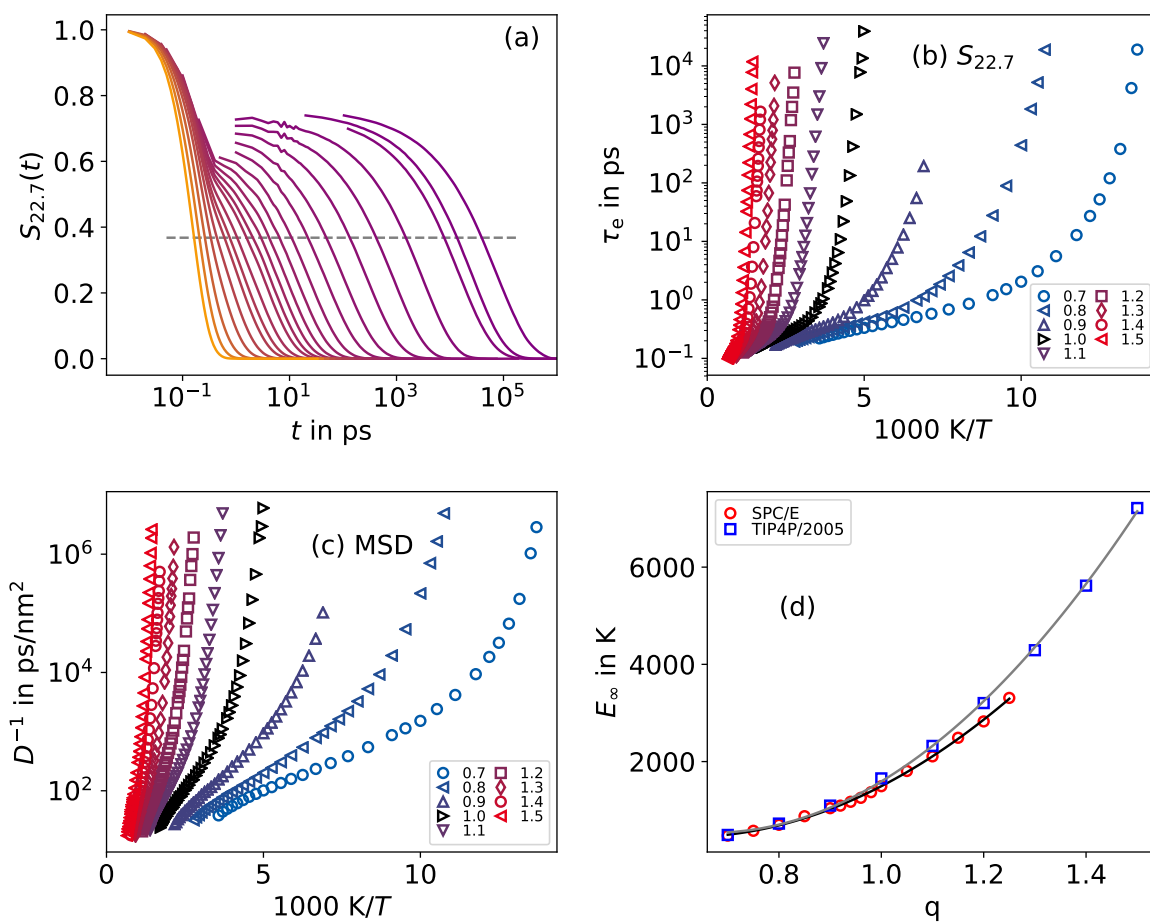 (a)
S₂₂.₇(t)
1.0
0.8
0.6
0.4
0.2
0.0
10⁻¹ 10¹ 10³ 10⁵
t in ps
(b) S₂₂.₇
τₑ in ps
10⁴
10³
10²
10¹
10⁰
10⁻¹
0 5 10
1000 K/T
0.7 1.2
0.8 1.3
0.9 1.4
1.0 1.5
1.1
(c) MSD
D⁻¹ in ps/nm²
10⁶
10⁴
10²
0 5 10
1000 K/T
0.7 1.2
0.8 1.3
0.9 1.4
1.0 1.5
1.1
SPC/E
TIP4P/2005
(d)
E∞ in K
6000
4000
2000
0.8 1.0 1.2 1.4
q